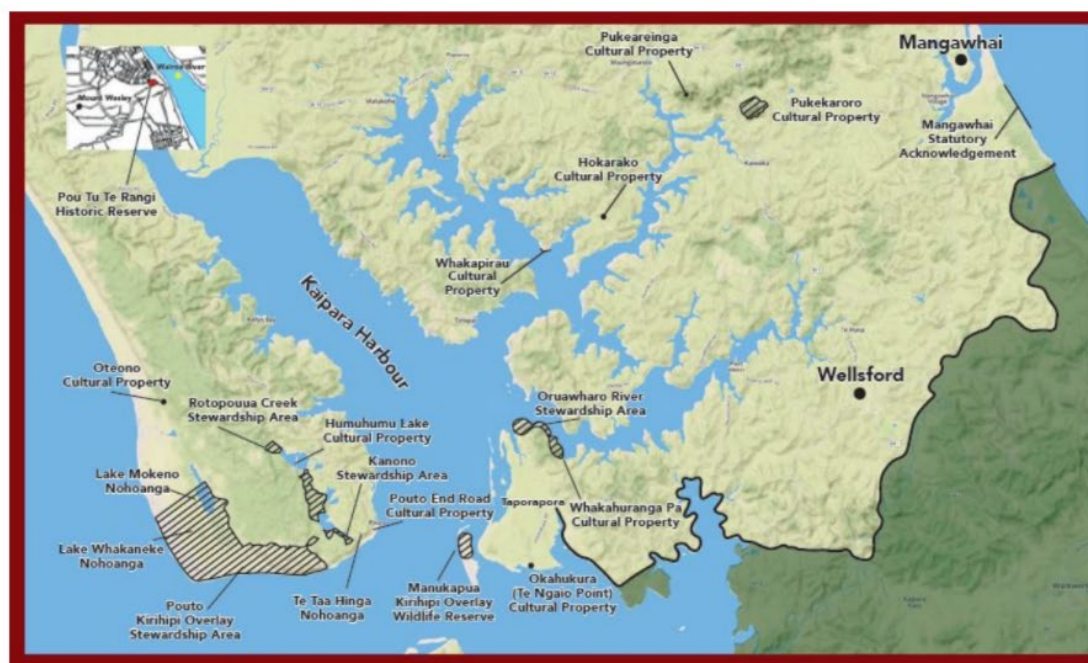 Pukeareinga
Cultural Property
Mangawhai
Wairoa River
Mount Wesley
Pukekaroro
Cultural Property
Mangawhai
Statutory
Acknowledgement
Hokarako
Cultural Property
Pou Tu Te Rangi
Historic Reserve
Whakapirau
Cultural
Property
Kaipara Harbour
Oteono
Cultural Property
Rotopouua Creek
Stewardship Area
Oruawharo River
Stewardship Area
Wellsford
Humuhumu Lake
Cultural Property
Kanono
Stewardship Area
Lake Mokeno
Nohoanga
Pouto End Road
Cultural Property
Taporapora
Whakahuranga Pa
Cultural Property
Lake Whakaneke
Nohoanga
Pouto
Kirihipi Overlay
Stewardship Area
Te Taa Hinga
Nohoanga
Manukapua
Kirihipi Overlay
Wildlife Reserve
Okahukura
(Te Ngaio Point)
Cultural Property